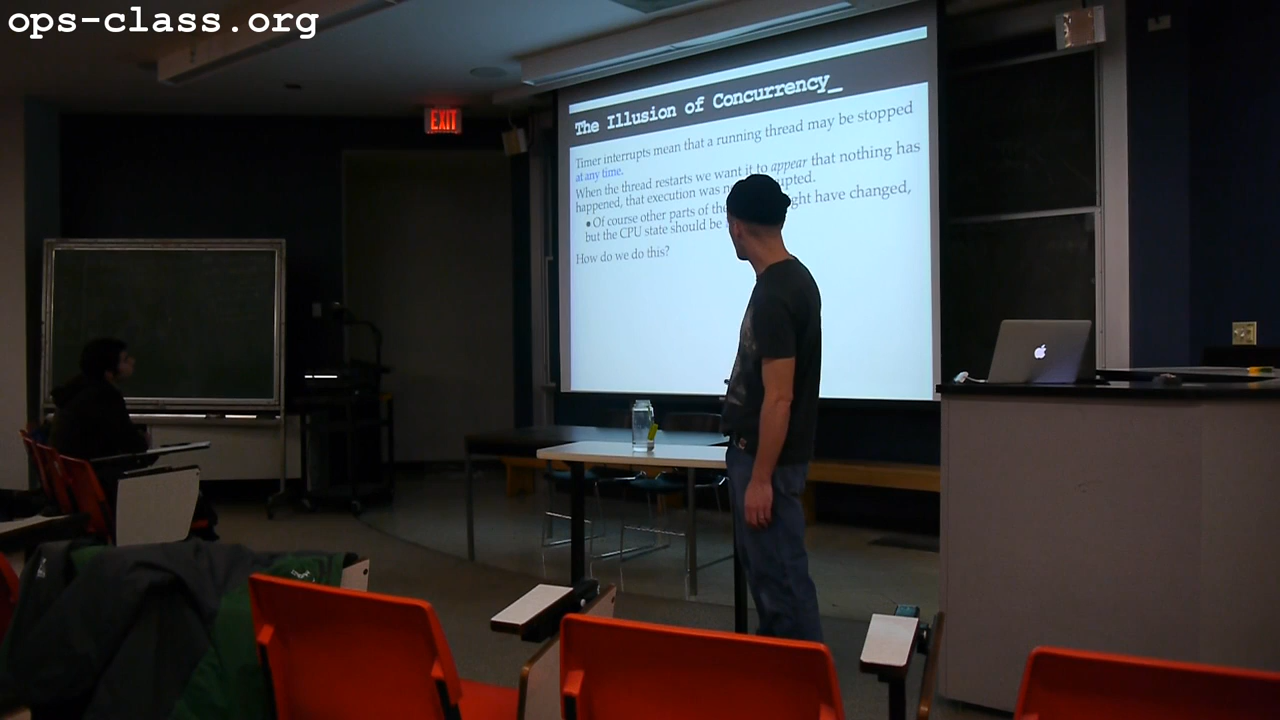 ops-class.org
EXIT
The Illusion of Concurrency_
Timer interrupts mean that a running thread may be stopped
at any time.
When the thread restarts we want it to appear that nothing has
happened, that execution was
▪ Of course other parts of the have changed,
but the CPU state should be
How do we do this?